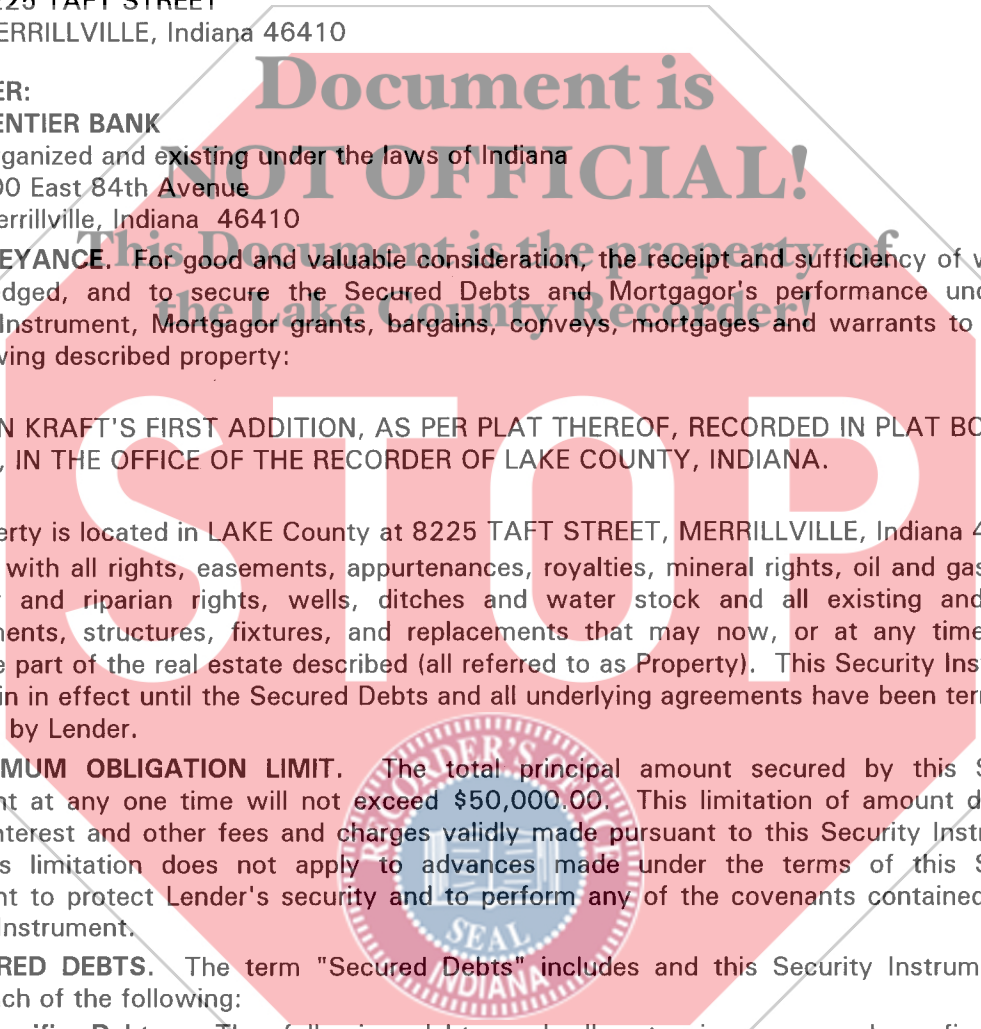 225 TAFT STREET
ERRILLVILLE, Indiana 46410
Document is
ER:
ENTIER BANK
ganized and existing under the laws of Indiana
NOT OFFICIAL!
00 East 84th Avenue
errillville, Indiana 46410
This Document is the property of
EYANCE. For good and valuable consideration, the receipt and sufficiency of w
dged, and to secure the Secured Debts and Mortgagor's performance und
the Lake County Recorder!
Instrument, Mortgagor grants, bargains, conveys, mortgages and warrants to
ving described property:
N KRAFT'S FIRST ADDITION, AS PER PLAT THEREOF, RECORDED IN PLAT BO
, IN THE OFFICE OF THE RECORDER OF LAKE COUNTY, INDIANA.
STOP
erty is located in LAKE County at 8225 TAFT STREET, MERRILLVILLE, Indiana 4
with all rights, easements, appurtenances, royalties, mineral rights, oil and gas
and riparian rights, wells, ditches and water stock and all existing and
nents, structures, fixtures, and replacements that may now, or at any time
e part of the real estate described (all referred to as Property). This Security Ins
in in effect until the Secured Debts and all underlying agreements have been ter
by Lender.
MUM OBLIGATION LIMIT. The total principal amount secured by this S
nt at any one time will not exceed $50,000.00. This limitation of amount d
nterest and other fees and charges validly made pursuant to this Security Instr
s limitation does not apply to advances made under the terms of this S
nt to protect Lender's security and to perform any of the covenants contained
Instrument.
RECORDER'S OFFICE
SEAL
INDIANA
RED DEBTS. The term "Secured Debts" includes and this Security Instrum
ch of the following: